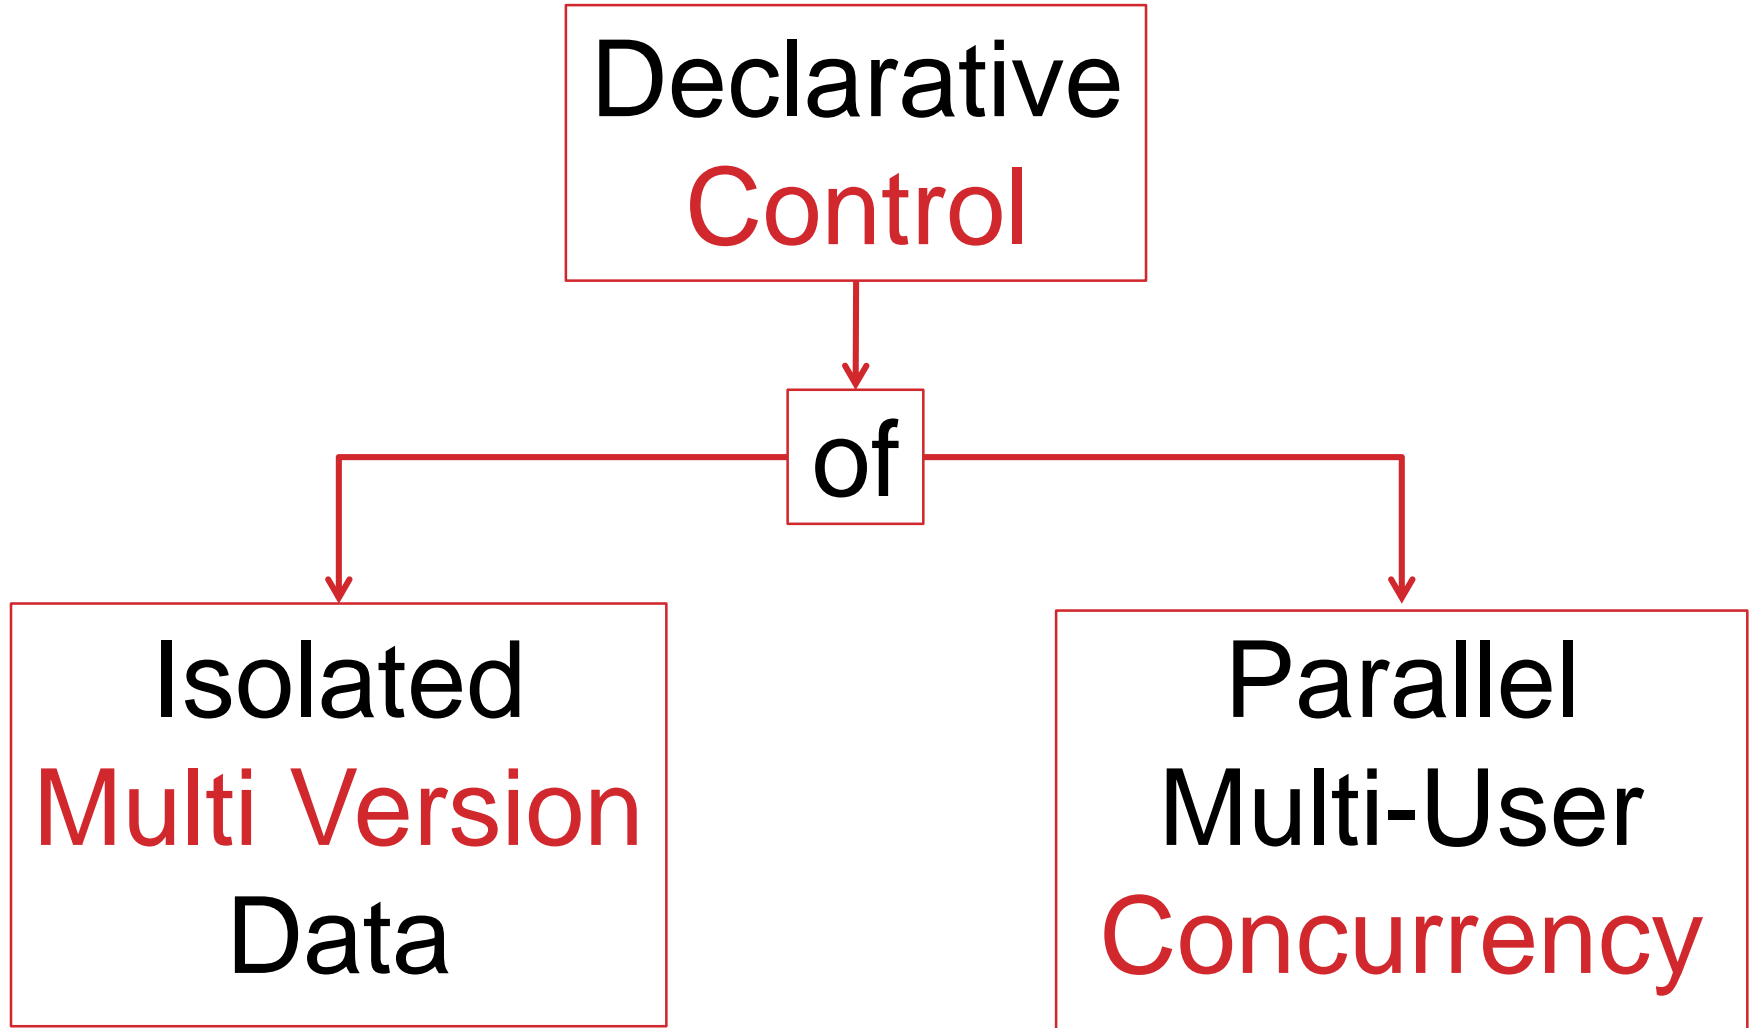 Declarative
Control
of
Isolated
Multi Version
Data
Parallel
Multi-User
Concurrency